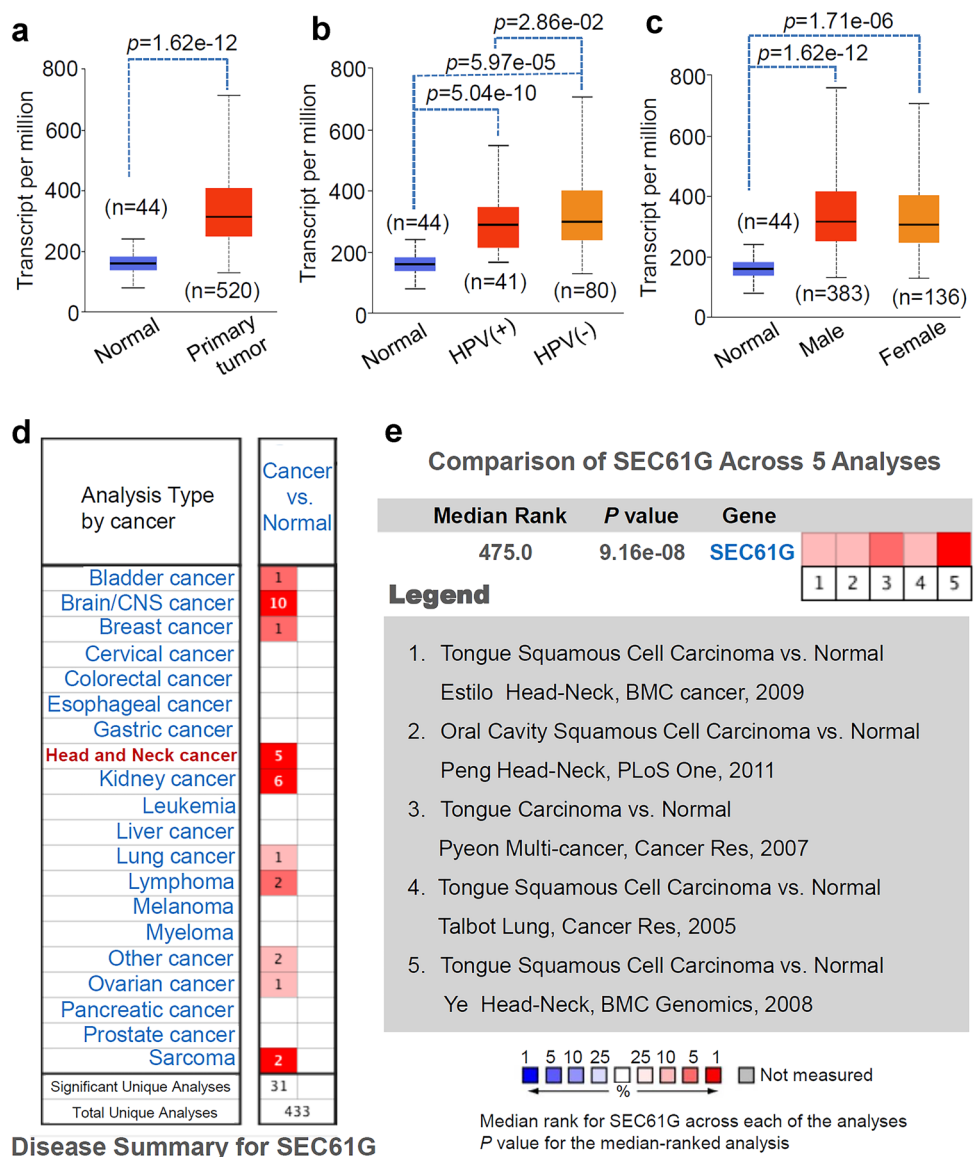 a
p=1.62e-12
Transcript per million
800
600
400
200
0
(n=44)
(n=520)
Normal
Primary
tumor
b
p=2.86e-02
p=5.97e-05
p=5.04e-10
Transcript per million
800
600
400
200
0
(n=44)
(n=41)
(n=80)
Normal
HPV(+)
HPV(-)
c
p=1.71e-06
p=1.62e-12
Transcript per million
800
600
400
200
0
(n=44)
(n=383)
(n=136)
Normal
Male
Female
d
Analysis Type
by cancer
Cancer
vs.
Normal
Bladder cancer 1
Brain/CNS cancer 10
Breast cancer 1
Cervical cancer
Colorectal cancer
Esophageal cancer
Gastric cancer
Head and Neck cancer 5
Kidney cancer 6
Leukemia
Liver cancer
Lung cancer 1
Lymphoma 2
Melanoma
Myeloma
Other cancer 2
Ovarian cancer 1
Pancreatic cancer
Prostate cancer
Sarcoma 2
Significant Unique Analyses 31
Total Unique Analyses 433
Disease Summary for SEC61G
e
Comparison of SEC61G Across 5 Analyses
Median Rank P value Gene
475.0 9.16e-08 SEC61G
1 2 3 4 5
Legend
1. Tongue Squamous Cell Carcinoma vs. Normal
Estilo Head-Neck, BMC cancer, 2009
2. Oral Cavity Squamous Cell Carcinoma vs. Normal
Peng Head-Neck, PLoS One, 2011
3. Tongue Carcinoma vs. Normal
Pyeon Multi-cancer, Cancer Res, 2007
4. Tongue Squamous Cell Carcinoma vs. Normal
Talbot Lung, Cancer Res, 2005
5. Tongue Squamous Cell Carcinoma vs. Normal
Ye Head-Neck, BMC Genomics, 2008
1 5 10 25 25 10 5 1
%
Not measured
Median rank for SEC61G across each of the analyses
P value for the median-ranked analysis